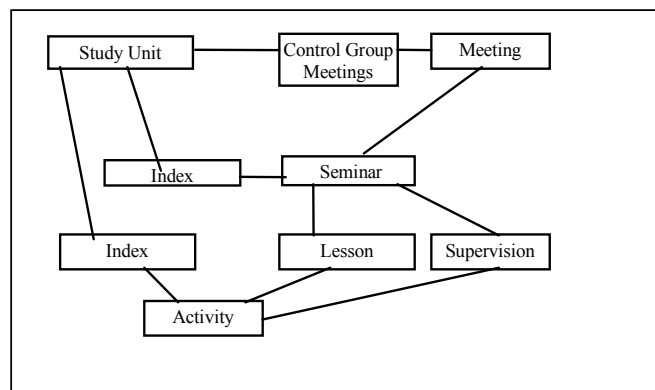 Study Unit
Control Group
Meetings
Meeting
Index
Seminar
Index
Lesson
Supervision
Activity